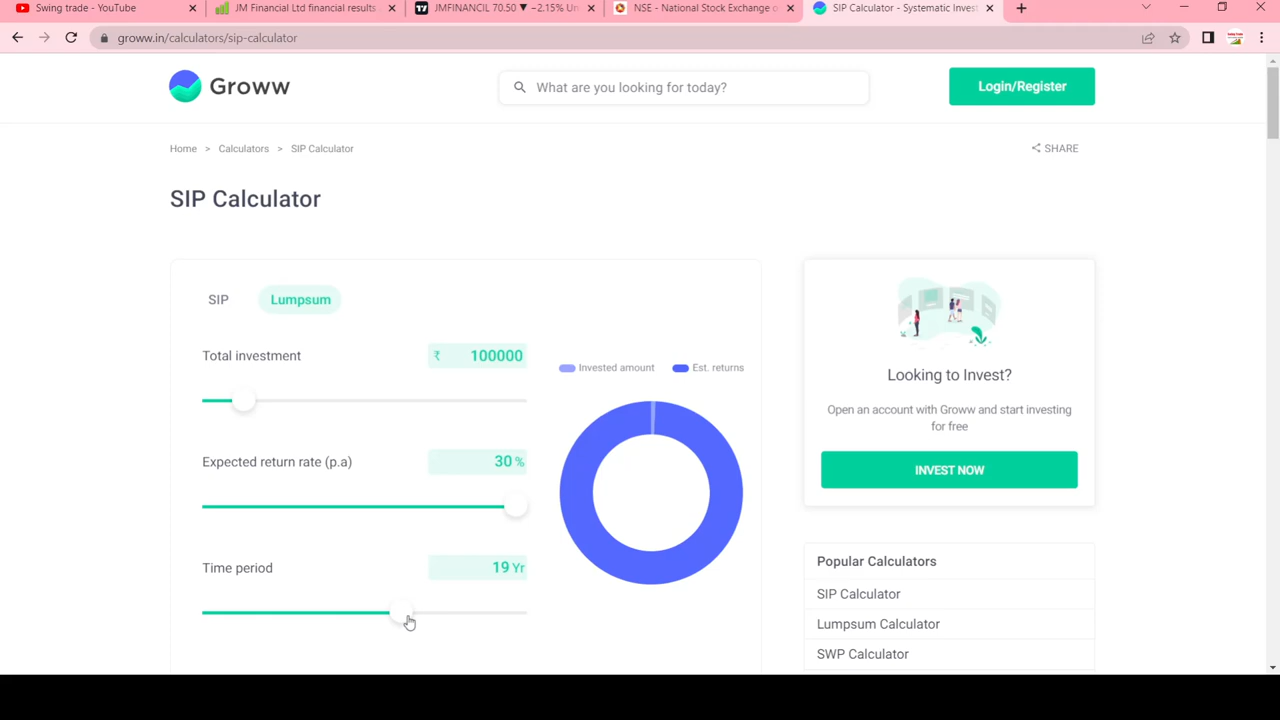 Swing trade - YouTube
JM Financial Ltd financial results
JMFINANCIL 70.50 ▼ −2.15% Un
NSE - National Stock Exchange o
SIP Calculator - Systematic Invest
groww.in/calculators/sip-calculator
Groww
What are you looking for today?
Login/Register
Home > Calculators > SIP Calculator
SHARE
SIP Calculator
SIP
Lumpsum
Total investment
₹ 100000
Expected return rate (p.a)
30 %
Time period
19 Yr
Invested amount
Est. returns
Looking to Invest?
Open an account with Groww and start investing
for free
INVEST NOW
Popular Calculators
SIP Calculator
Lumpsum Calculator
SWP Calculator